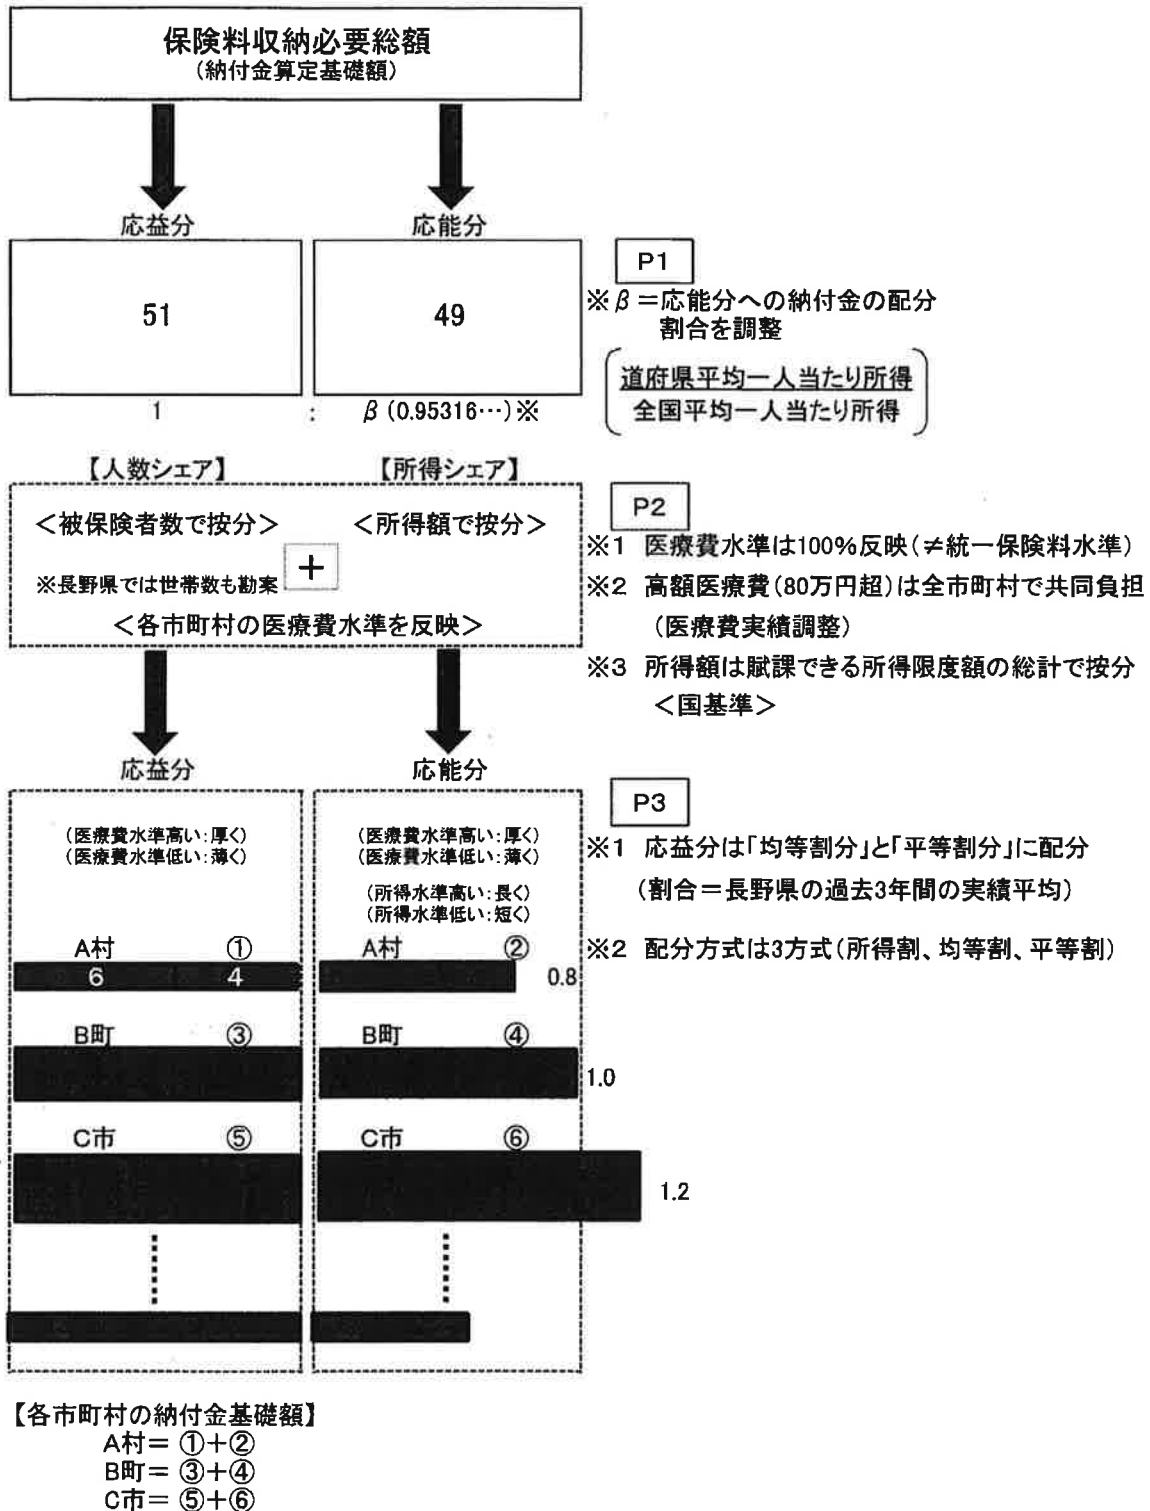 保険料収納必要総額
(納付金算定基礎額)
応益分
応能分
51
49
1 : β(0.95316…)※
P1
※β=応能分への納付金の配分
割合を調整
道府県平均一人当たり所得
全国平均一人当たり所得
【人数シェア】
【所得シェア】
<被保険者数で按分>
<所得額で按分>
※長野県では世帯数も勘案
+
<各市町村の医療費水準を反映>
P2
※1 医療費水準は100%反映(≠統一保険料水準)
※2 高額医療費(80万円超)は全市町村で共同負担
(医療費実績調整)
※3 所得額は賦課できる所得限度額の総計で按分
<国基準>
応益分
応能分
(医療費水準高い:厚く)
(医療費水準低い:薄く)
(医療費水準高い:厚く)
(医療費水準低い:薄く)
(所得水準高い:長く)
(所得水準低い:短く)
P3
※1 応益分は「均等割分」と「平等割分」に配分
(割合=長野県の過去3年間の実績平均)
※2 配分方式は3方式(所得割、均等割、平等割)
A村 ①
6 4
A村 ②
0.8
B町 ③
B町 ④
1.0
C市 ⑤
C市 ⑥
1.2
【各市町村の納付金基礎額】
A村= ①+②
B町= ③+④
C市= ⑤+⑥